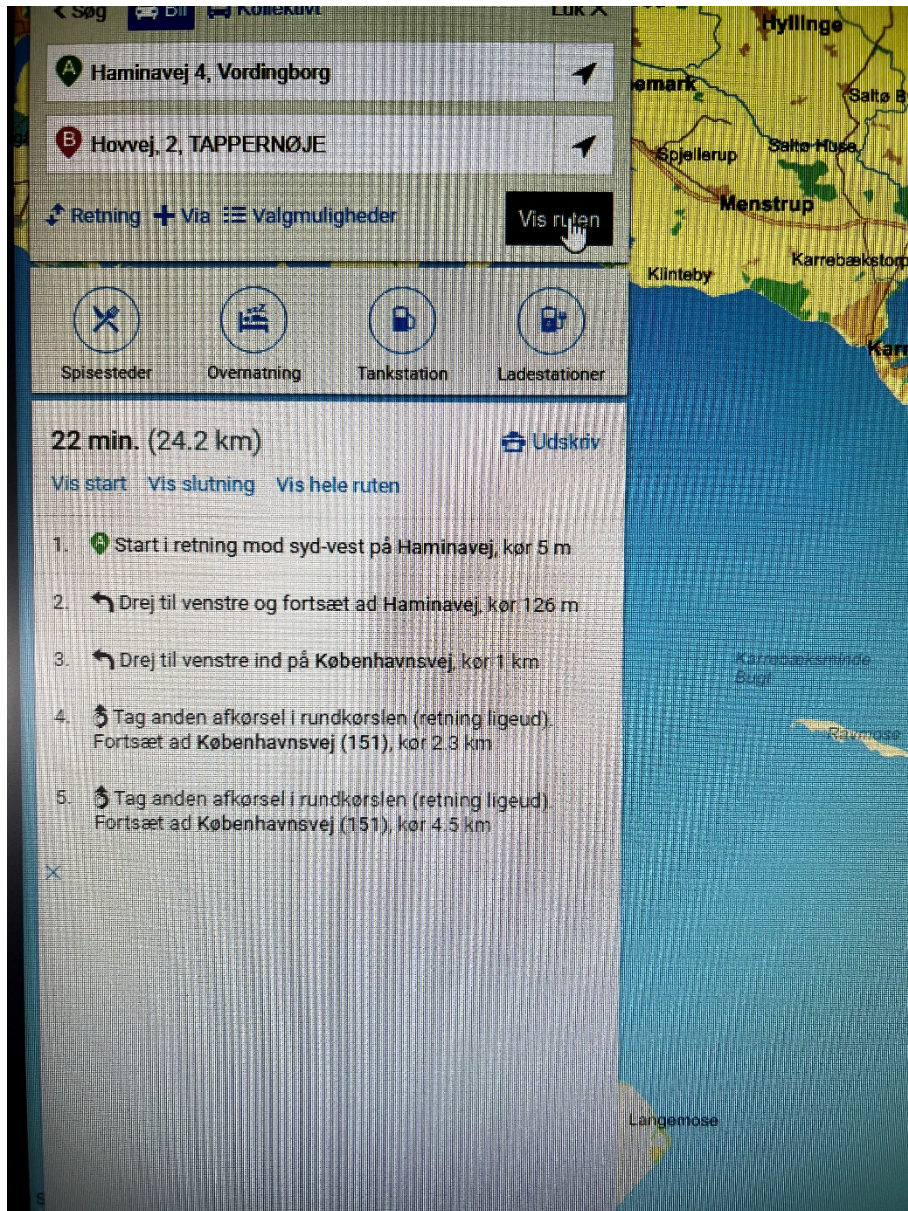 < Søg Bil Kollektivt Luk X
A Haminavej 4, Vordingborg
B Hovvej, 2, TAPPERNØJE
Retning + Via Valgmuligheder Vis ruten
Spisesteder Overnatning Tankstation Ladestationer
22 min. (24.2 km) Udskriv
Vis start Vis slutning Vis hele ruten
1. A Start i retning mod syd-vest på Haminavej, kør 5 m
2. Drej til venstre og fortsæt ad Haminavej, kør 126 m
3. Drej til venstre ind på Københavnsvej, kør 1 km
4. Tag anden afkørsel i rundkørslen (retning ligeud).
Fortsæt ad Københavnsvej (151), kør 2.3 km
5. Tag anden afkørsel i rundkørslen (retning ligeud).
Fortsæt ad Københavnsvej (151), kør 4.5 km
Hyllinge
emark
Saltø B
Spjellerup
Saltø Huse
Menstrup
Karrebækstorp
Klinteby
Karr
Karrebæksminde
Bugt
Ravnose
Langemose
S